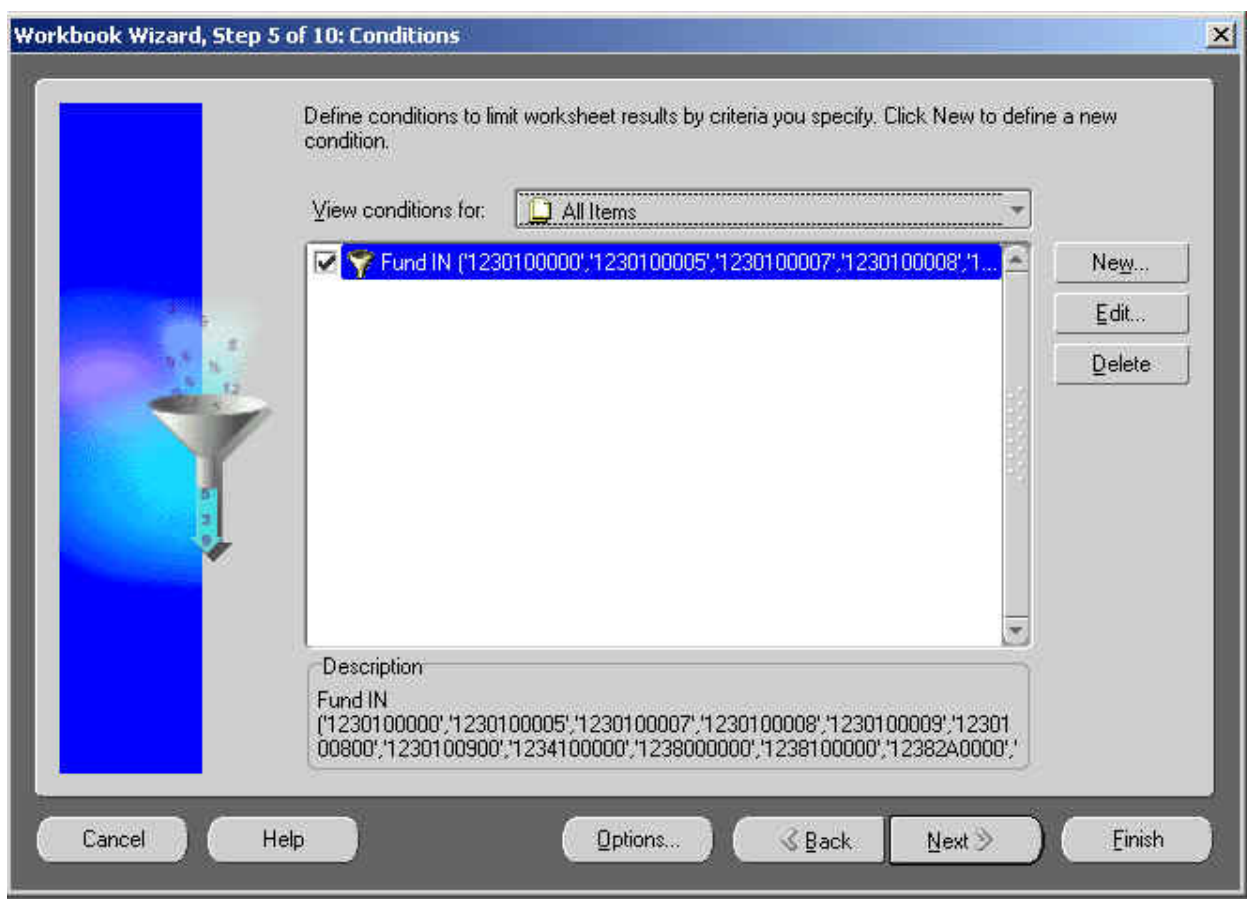 Workbook Wizard, Step 5 of 10: Conditions
Define conditions to limit worksheet results by criteria you specify. Click New to define a new
condition.
View conditions for: All Items
Fund IN ('1230100000','1230100005','1230100007','1230100008','1...
New...
Edit...
Delete
Description
Fund IN
('1230100000','1230100005','1230100007','1230100008','1230100009','12301
00800','1230100900','1234100000','1238000000','1238100000','12382A0000','
Cancel Help Options... Back Next Finish